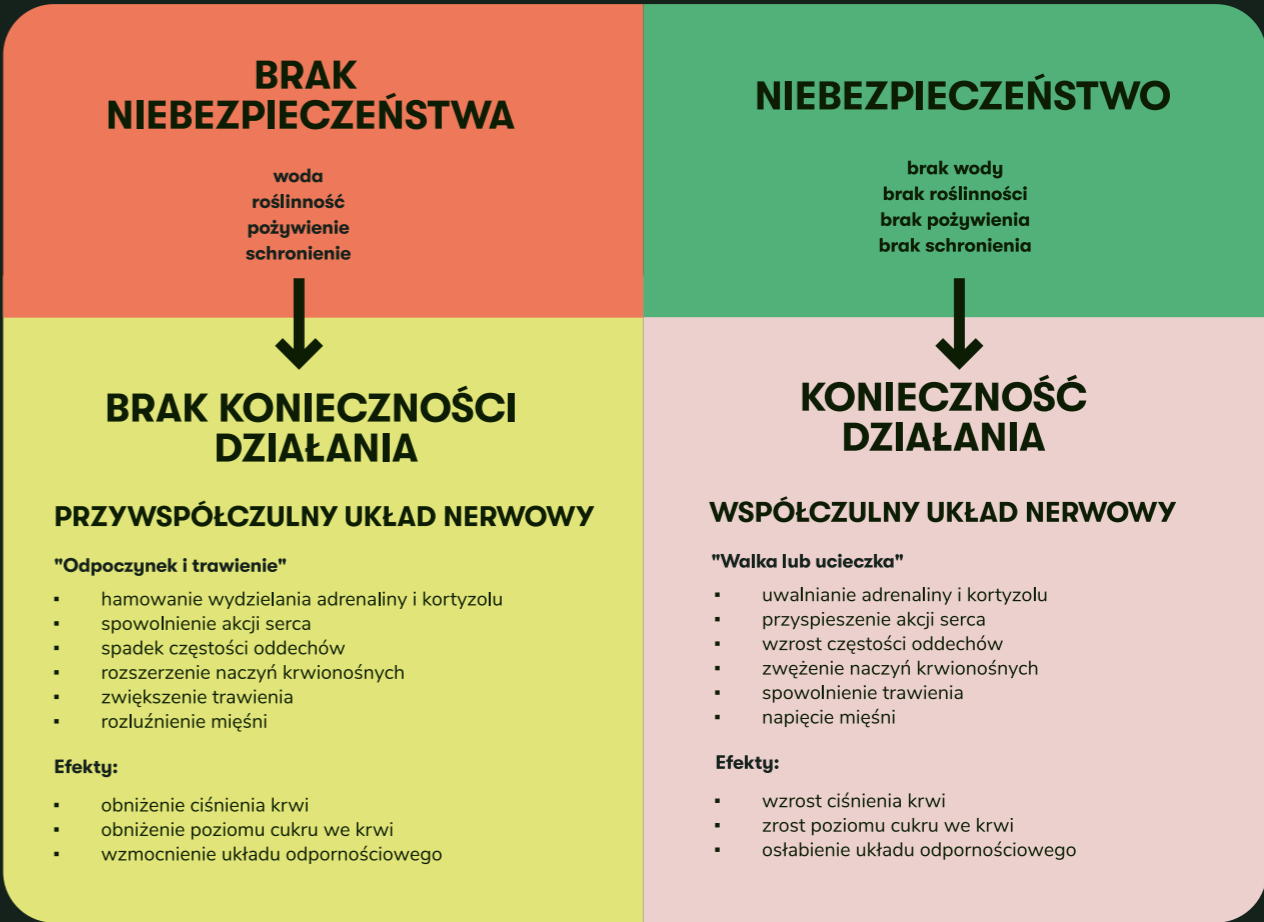 BRAK
NIEBEZPIECZEŃSTWA
woda
roślinność
pożywienie
schronienie
BRAK KONIECZNOŚCI
DZIAŁANIA
PRZYWSPÓŁCZULNY UKŁAD NERWOWY
"Odpoczynek i trawienie"
▪ hamowanie wydzielania adrenaliny i kortyzolu
▪ spowolnienie akcji serca
▪ spadek częstości oddechów
▪ rozszerzenie naczyń krwionośnych
▪ zwiększenie trawienia
▪ rozluźnienie mięśni
Efekty:
▪ obniżenie ciśnienia krwi
▪ obniżenie poziomu cukru we krwi
▪ wzmocnienie układu odpornościowego
NIEBEZPIECZEŃSTWO
brak wody
brak roślinności
brak pożywienia
brak schronienia
KONIECZNOŚĆ
DZIAŁANIA
WSPÓŁCZULNY UKŁAD NERWOWY
"Walka lub ucieczka"
▪ uwalnianie adrenaliny i kortyzolu
▪ przyspieszenie akcji serca
▪ wzrost częstości oddechów
▪ zwężenie naczyń krwionośnych
▪ spowolnienie trawienia
▪ napięcie mięśni
Efekty:
▪ wzrost ciśnienia krwi
▪ zrost poziomu cukru we krwi
▪ osłabienie układu odpornościowego